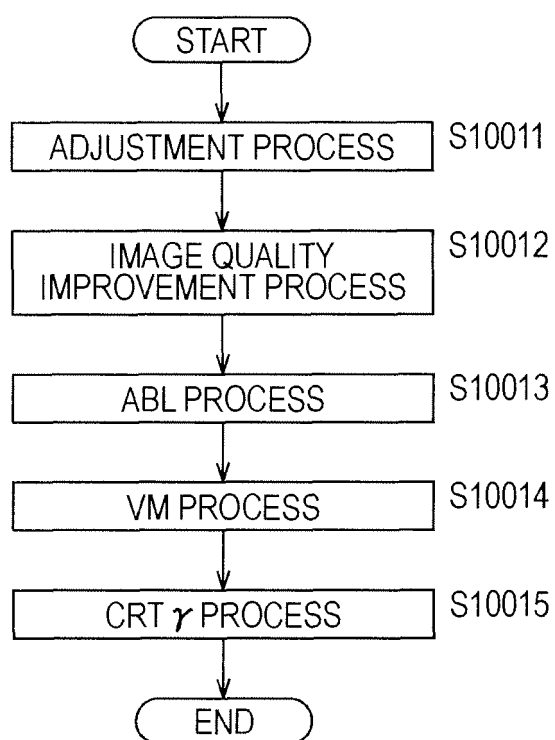 START
ADJUSTMENT PROCESS S10011
IMAGE QUALITY
IMPROVEMENT PROCESS S10012
ABL PROCESS S10013
VM PROCESS S10014
CRT γ PROCESS S10015
END